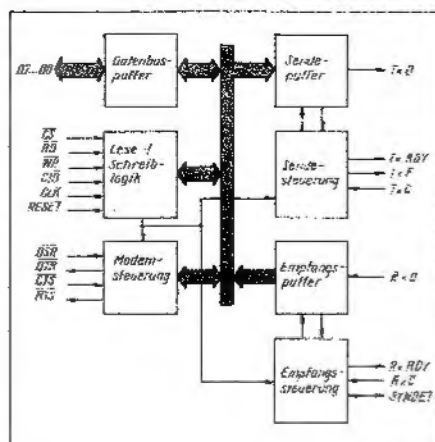 D7...D0
Datenbus-
puffer
Sende-
puffer
TxD
CS
RD
WR
C/D
CLK
RESET
Lese-/
Schreib-
logik
Sende-
steuerung
TxRDY
TxE
TxC
DSR
DTR
CTS
RTS
Modem-
steuerung
Empfangs-
puffer
RxD
Empfangs-
steuerung
RxRDY
RxC
SYNDET